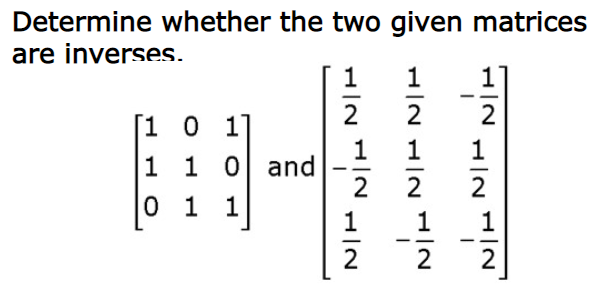 Determine whether the two given matrices
are inverses.
[1 0 1]
[1 1 0]
[0 1 1]
and
[1/2 1/2 -1/2]
[-1/2 1/2 1/2]
[1/2 -1/2 -1/2]